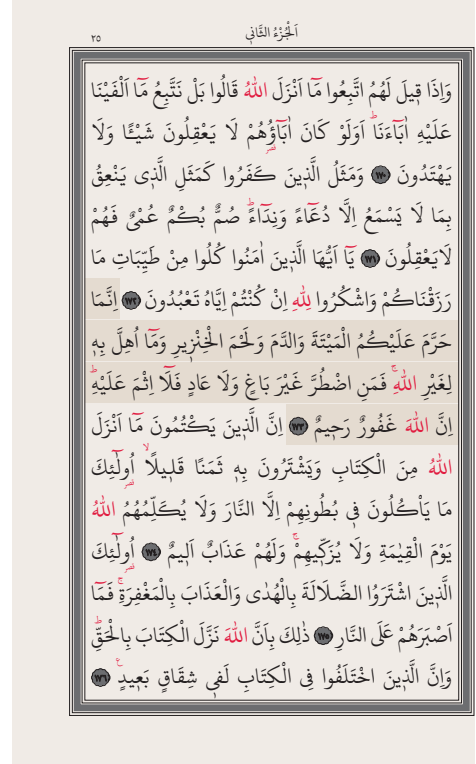 اَلْجُزْءُ الثَّانٖي
٢٥
وَاِذَا قٖيلَ لَهُمُ اتَّبِعُوا مَٓا اَنْزَلَ اللّٰهُ قَالُوا بَلْ نَتَّبِعُ مَٓا اَلْفَيْنَا
عَلَيْهِ اٰبَٓاءَنَاؕ اَوَلَوْ كَانَ اٰبَٓاؤُ۬هُمْ لَا يَعْقِلُونَ شَيْـًٔا وَلَا
يَهْتَدُونَ ﴿١٧٠﴾ وَمَثَلُ الَّذٖينَ كَفَرُوا كَمَثَلِ الَّذٖي يَنْعِقُ
بِمَا لَا يَسْمَعُ اِلَّا دُعَٓاءً وَنِدَٓاءًؕ صُمٌّ بُكْمٌ عُمْيٌ فَهُمْ
لَايَعْقِلُونَ ﴿١٧١﴾ يَٓا اَيُّهَا الَّذٖينَ اٰمَنُوا كُلُوا مِنْ طَيِّبَاتِ مَا
رَزَقْنَاكُمْ وَاشْكُرُوا لِلّٰهِ اِنْ كُنْتُمْ اِيَّاهُ تَعْبُدُونَ ﴿١٧٢﴾ اِنَّمَا
حَرَّمَ عَلَيْكُمُ الْمَيْتَةَ وَالدَّمَ وَلَحْمَ الْخِنْزٖيرِ وَمَٓا اُهِلَّ بِهٖ
لِغَيْرِ اللّٰهِۚ فَمَنِ اضْطُرَّ غَيْرَ بَاغٍ وَلَا عَادٍ فَلَٓا اِثْمَ عَلَيْهِؕ
اِنَّ اللّٰهَ غَفُورٌ رَحٖيمٌ ﴿١٧٣﴾ اِنَّ الَّذٖينَ يَكْتُمُونَ مَٓا اَنْزَلَ
اللّٰهُ مِنَ الْكِتَابِ وَيَشْتَرُونَ بِهٖ ثَمَنًا قَلٖيلًاۙ اُو۬لٰٓئِكَ
مَا يَأْكُلُونَ فٖي بُطُونِهِمْ اِلَّا النَّارَ وَلَا يُكَلِّمُهُمُ اللّٰهُ
يَوْمَ الْقِيٰمَةِ وَلَا يُزَكّٖيهِمْۚ وَلَهُمْ عَذَابٌ اَلٖيمٌ ﴿١٧٤﴾ اُو۬لٰٓئِكَ
الَّذٖينَ اشْتَرَوُا الضَّلَالَةَ بِالْهُدٰى وَالْعَذَابَ بِالْمَغْفِرَةِۚ فَمَٓا
اَصْبَرَهُمْ عَلَى النَّارِ ﴿١٧٥﴾ ذٰلِكَ بِاَنَّ اللّٰهَ نَزَّلَ الْكِتَابَ بِالْحَقِّؕ
وَاِنَّ الَّذٖينَ اخْتَلَفُوا فِي الْكِتَابِ لَفٖي شِقَاقٍ بَعٖيدٍۚ ﴿١٧٦﴾